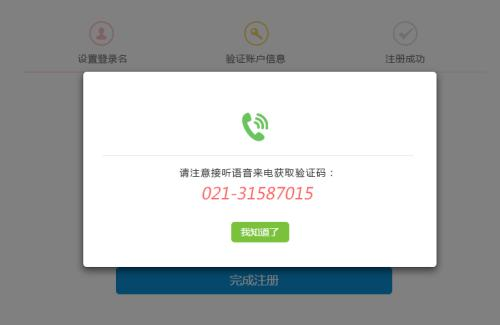 设置登录名
验证账户信息
注册成功
请注意接听语音来电获取验证码：
021-31587015
我知道了
完成注册